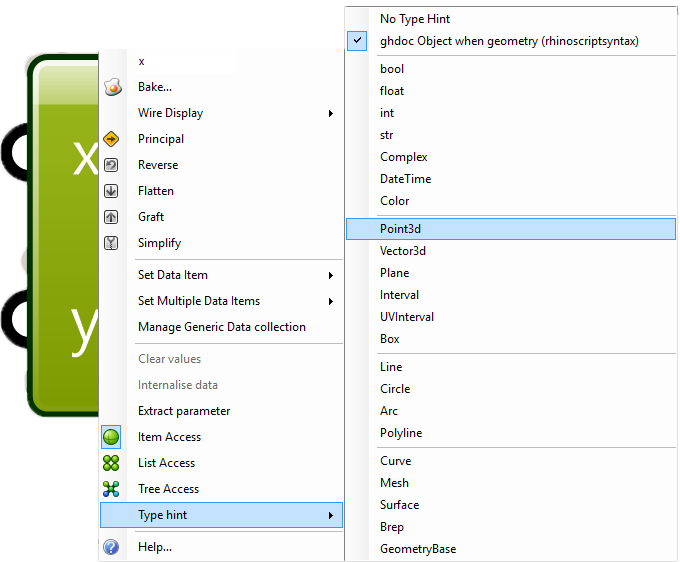 x
y
x
Bake...
Wire Display
Principal
Reverse
Flatten
Graft
Simplify
Set Data Item
Set Multiple Data Items
Manage Generic Data collection
Clear values
Internalise data
Extract parameter
Item Access
List Access
Tree Access
Type hint
Help...
No Type Hint
ghdoc Object when geometry (rhinoscriptsyntax)
bool
float
int
str
Complex
DateTime
Color
Point3d
Vector3d
Plane
Interval
UVInterval
Box
Line
Circle
Arc
Polyline
Curve
Mesh
Surface
Brep
GeometryBase